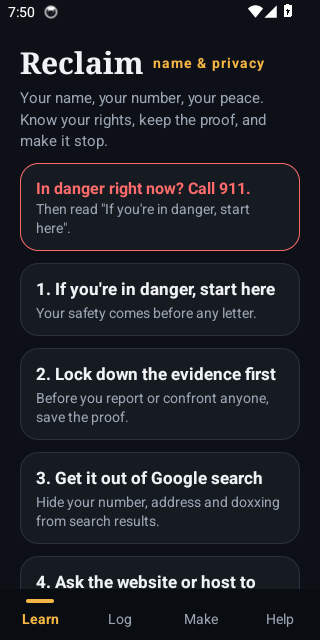 7:50
Reclaim name & privacy
Your name, your number, your peace.
Know your rights, keep the proof, and
make it stop.
In danger right now? Call 911.
Then read "If you're in danger, start
here".
1. If you're in danger, start here
Your safety comes before any letter.
2. Lock down the evidence first
Before you report or confront anyone,
save the proof.
3. Get it out of Google search
Hide your number, address and doxxing
from search results.
4. Ask the website or host to
Learn Log Make Help